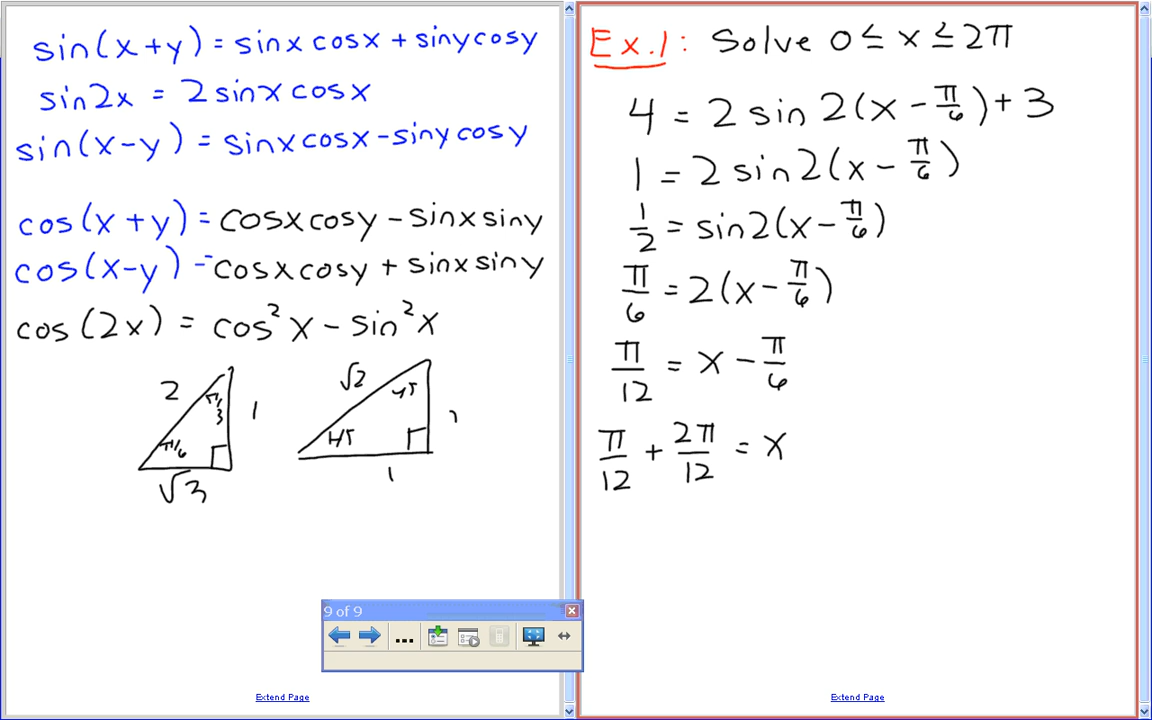 sin(x+y) = sinx cosx + siny cosy
sin2x = 2 sinx cosx
sin(x-y) = sinx cosx - siny cosy
cos(x+y) = cosx cosy - sinx siny
cos(x-y) = cosx cosy + sinx siny
cos(2x) = cos²x - sin²x
2
π/3
1
π/6
√3
√2
45
45
1
9 of 9
...
Extend Page
Ex.1: Solve 0 ≤ x ≤ 2π
4 = 2 sin 2(x - π/6) + 3
1 = 2 sin 2(x - π/6)
1/2 = sin2(x - π/6)
π/6 = 2(x - π/6)
π/12 = x - π/6
π/12 + 2π/12 = x
Extend Page